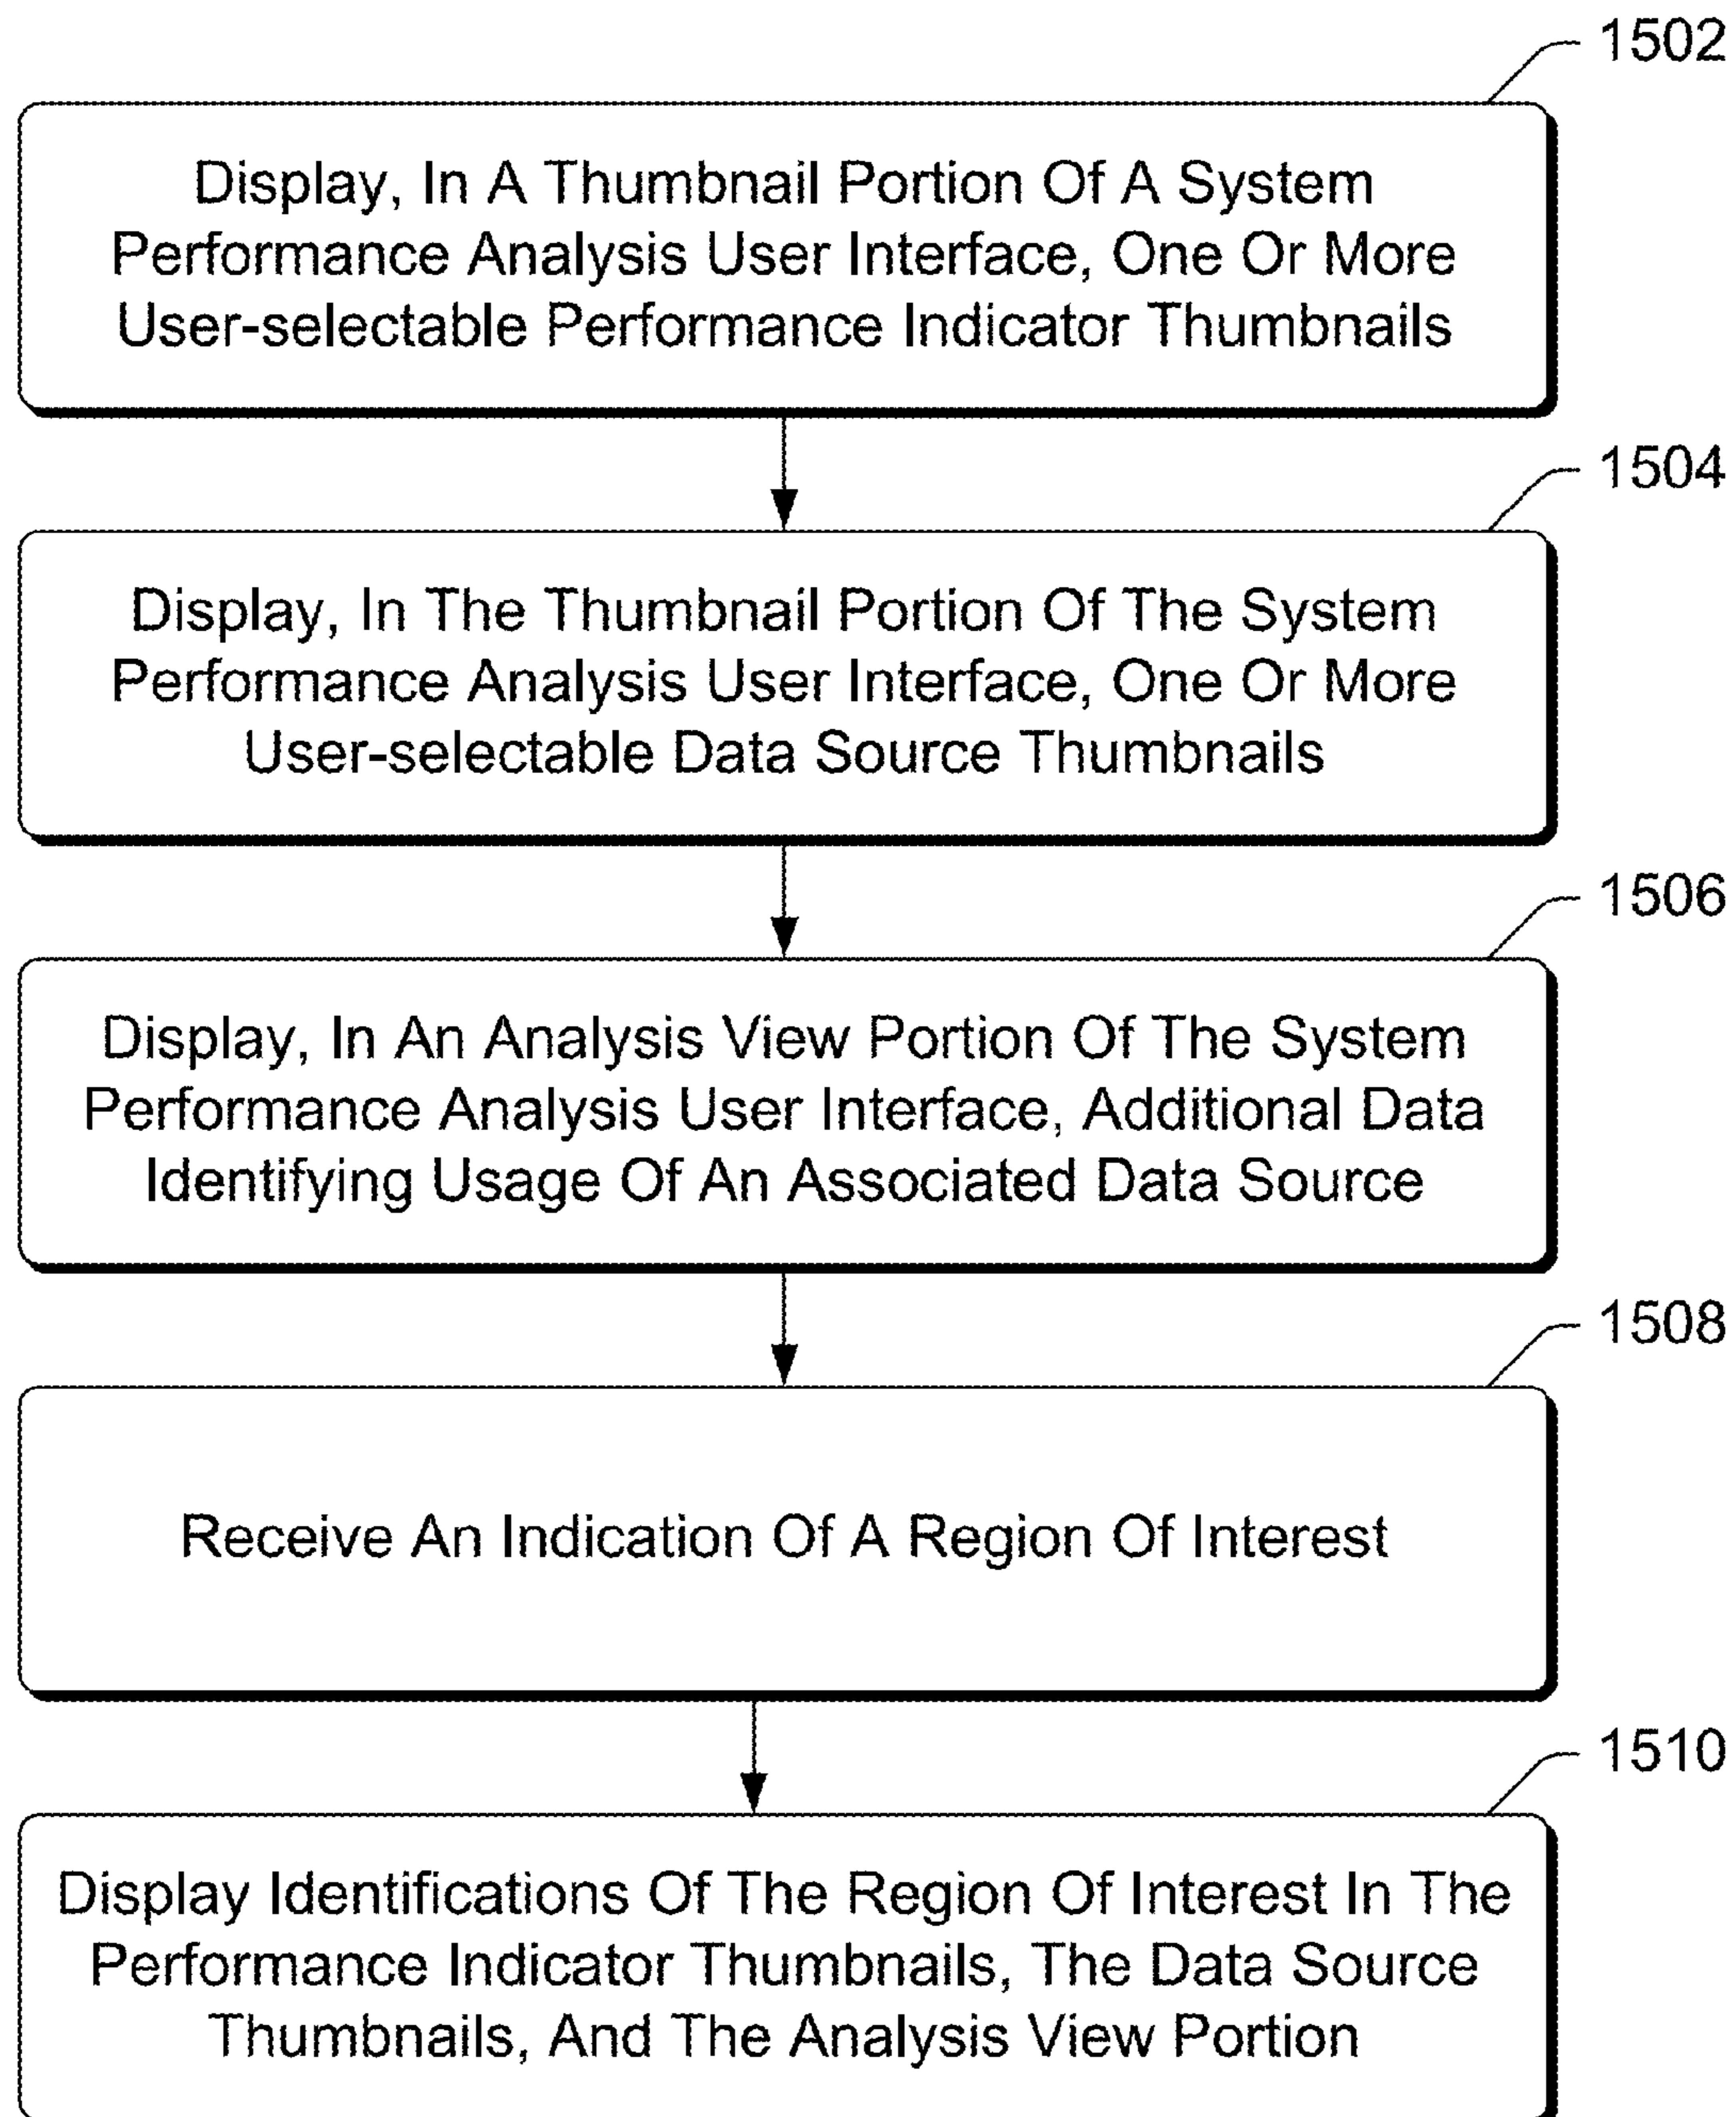 1502
Display, In A Thumbnail Portion Of A System
Performance Analysis User Interface, One Or More
User-selectable Performance Indicator Thumbnails
1504
Display, In The Thumbnail Portion Of The System
Performance Analysis User Interface, One Or More
User-selectable Data Source Thumbnails
1506
Display, In An Analysis View Portion Of The System
Performance Analysis User Interface, Additional Data
Identifying Usage Of An Associated Data Source
1508
Receive An Indication Of A Region Of Interest
1510
Display Identifications Of The Region Of Interest In The
Performance Indicator Thumbnails, The Data Source
Thumbnails, And The Analysis View Portion